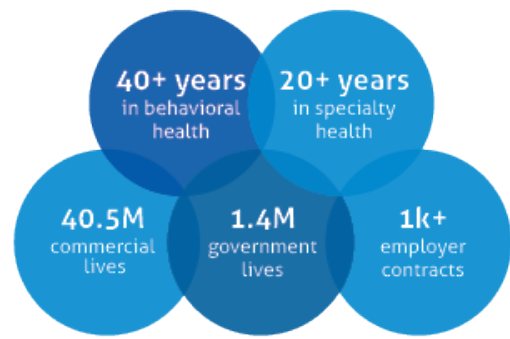 40+ years
in behavioral
health
20+ years
in specialty
health
40.5M
commercial
lives
1.4M
government
lives
1k+
employer
contracts